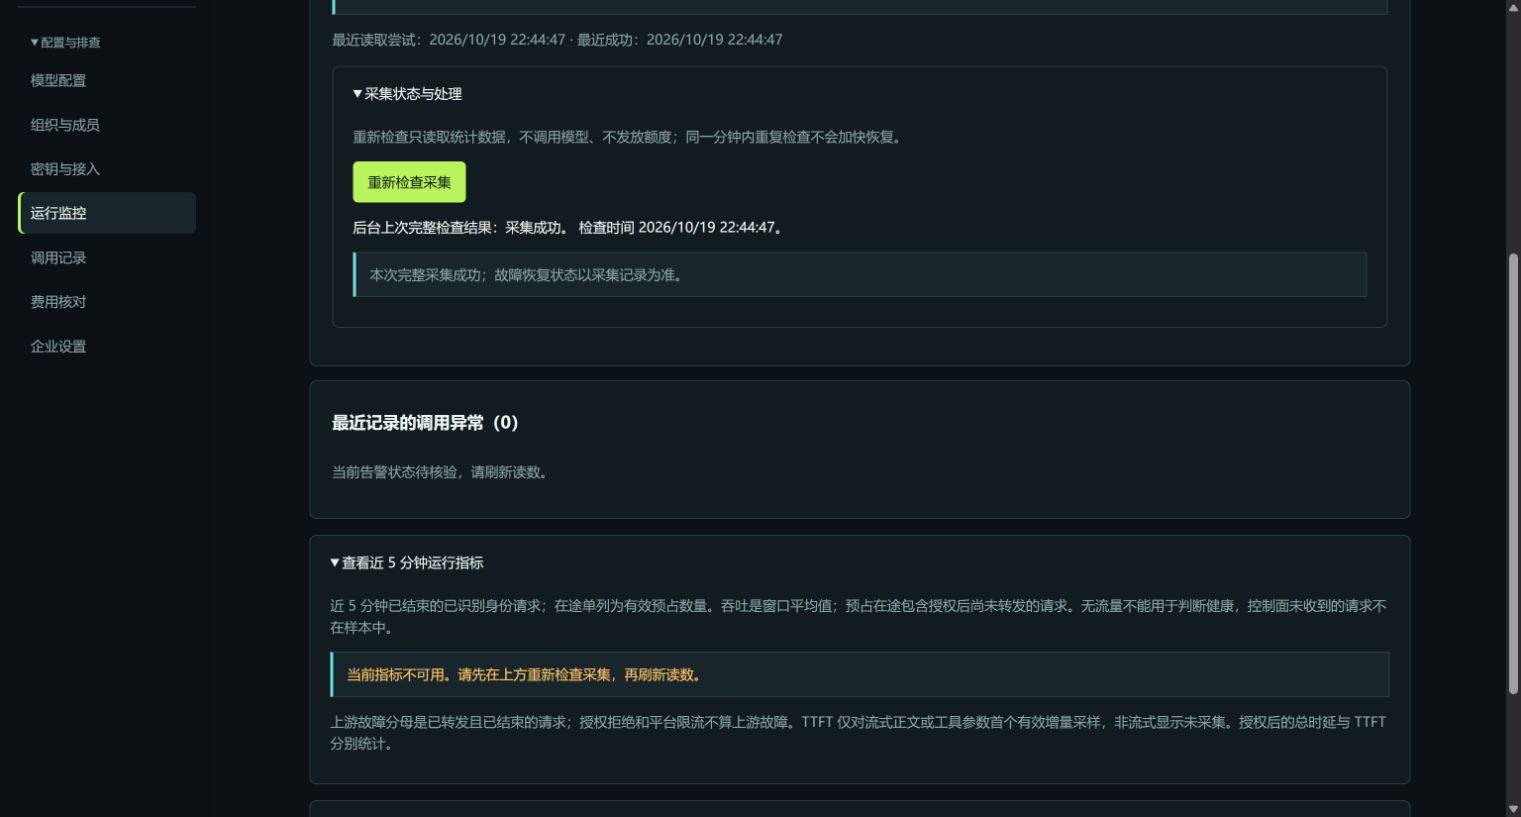 ▼配置与排查
模型配置
组织与成员
密钥与接入
运行监控
调用记录
费用核对
企业设置
最近读取尝试：2026/10/19 22:44:47 · 最近成功：2026/10/19 22:44:47
▼采集状态与处理
重新检查只读取统计数据，不调用模型、不发放额度；同一分钟内重复检查不会加快恢复。
重新检查采集
后台上次完整检查结果：采集成功。 检查时间 2026/10/19 22:44:47。
本次完整采集成功；故障恢复状态以采集记录为准。
最近记录的调用异常（0）
当前告警状态待核验，请刷新读数。
▼查看近 5 分钟运行指标
近 5 分钟已结束的已识别身份请求；在途单列为有效预占数量。吞吐是窗口平均值；预占在途包含授权后尚未转发的请求。无流量不能用于判断健康，控制面未收到的请求不
在样本中。
当前指标不可用。请先在上方重新检查采集，再刷新读数。
上游故障分母是已转发且已结束的请求；授权拒绝和平台限流不算上游故障。TTFT 仅对流式正文或工具参数首个有效增量采样，非流式显示未采集。授权后的总时延与 TTFT
分别统计。